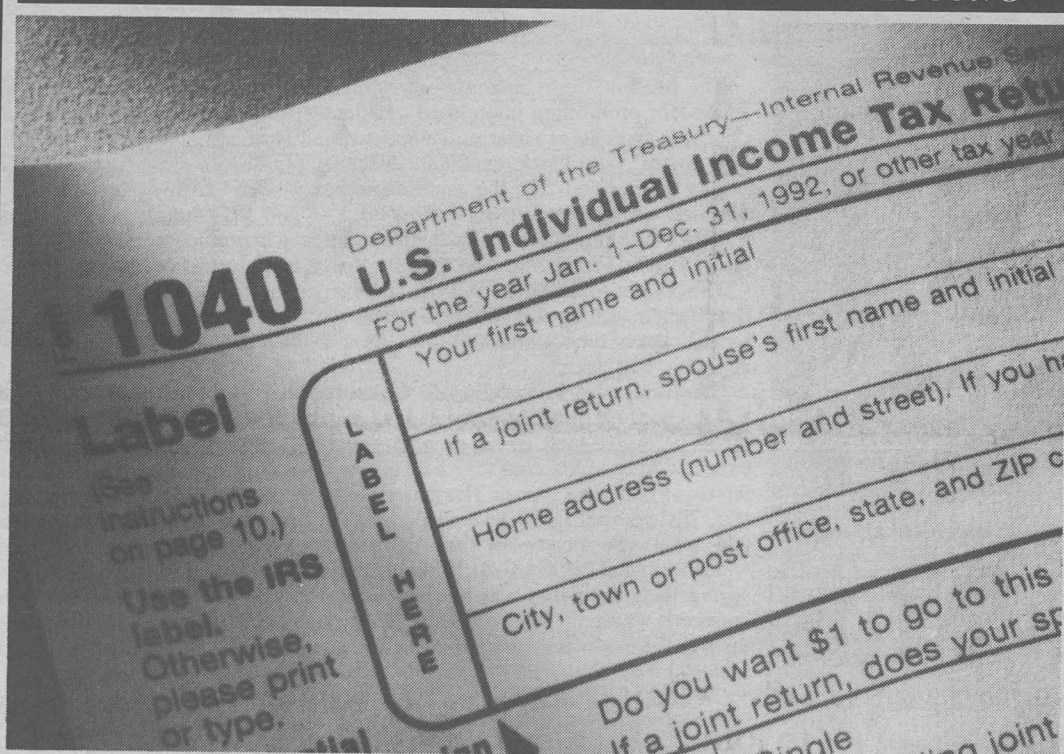 Department of the Treasury—Internal Revenue
1040
U.S. Individual Income Tax
For the year Jan. 1–Dec. 31, 1992, or other tax year
Label
(See
instructions
on page 10.)
Use the IRS
label.
Otherwise,
please print
or type.
LABEL HERE
Your first name and initial
If a joint return, spouse's first name and initial
Home address (number and street). If you
City, town or post office, state, and ZIP
Do you want $1 to go to this
If a joint return, does your
Single
joint